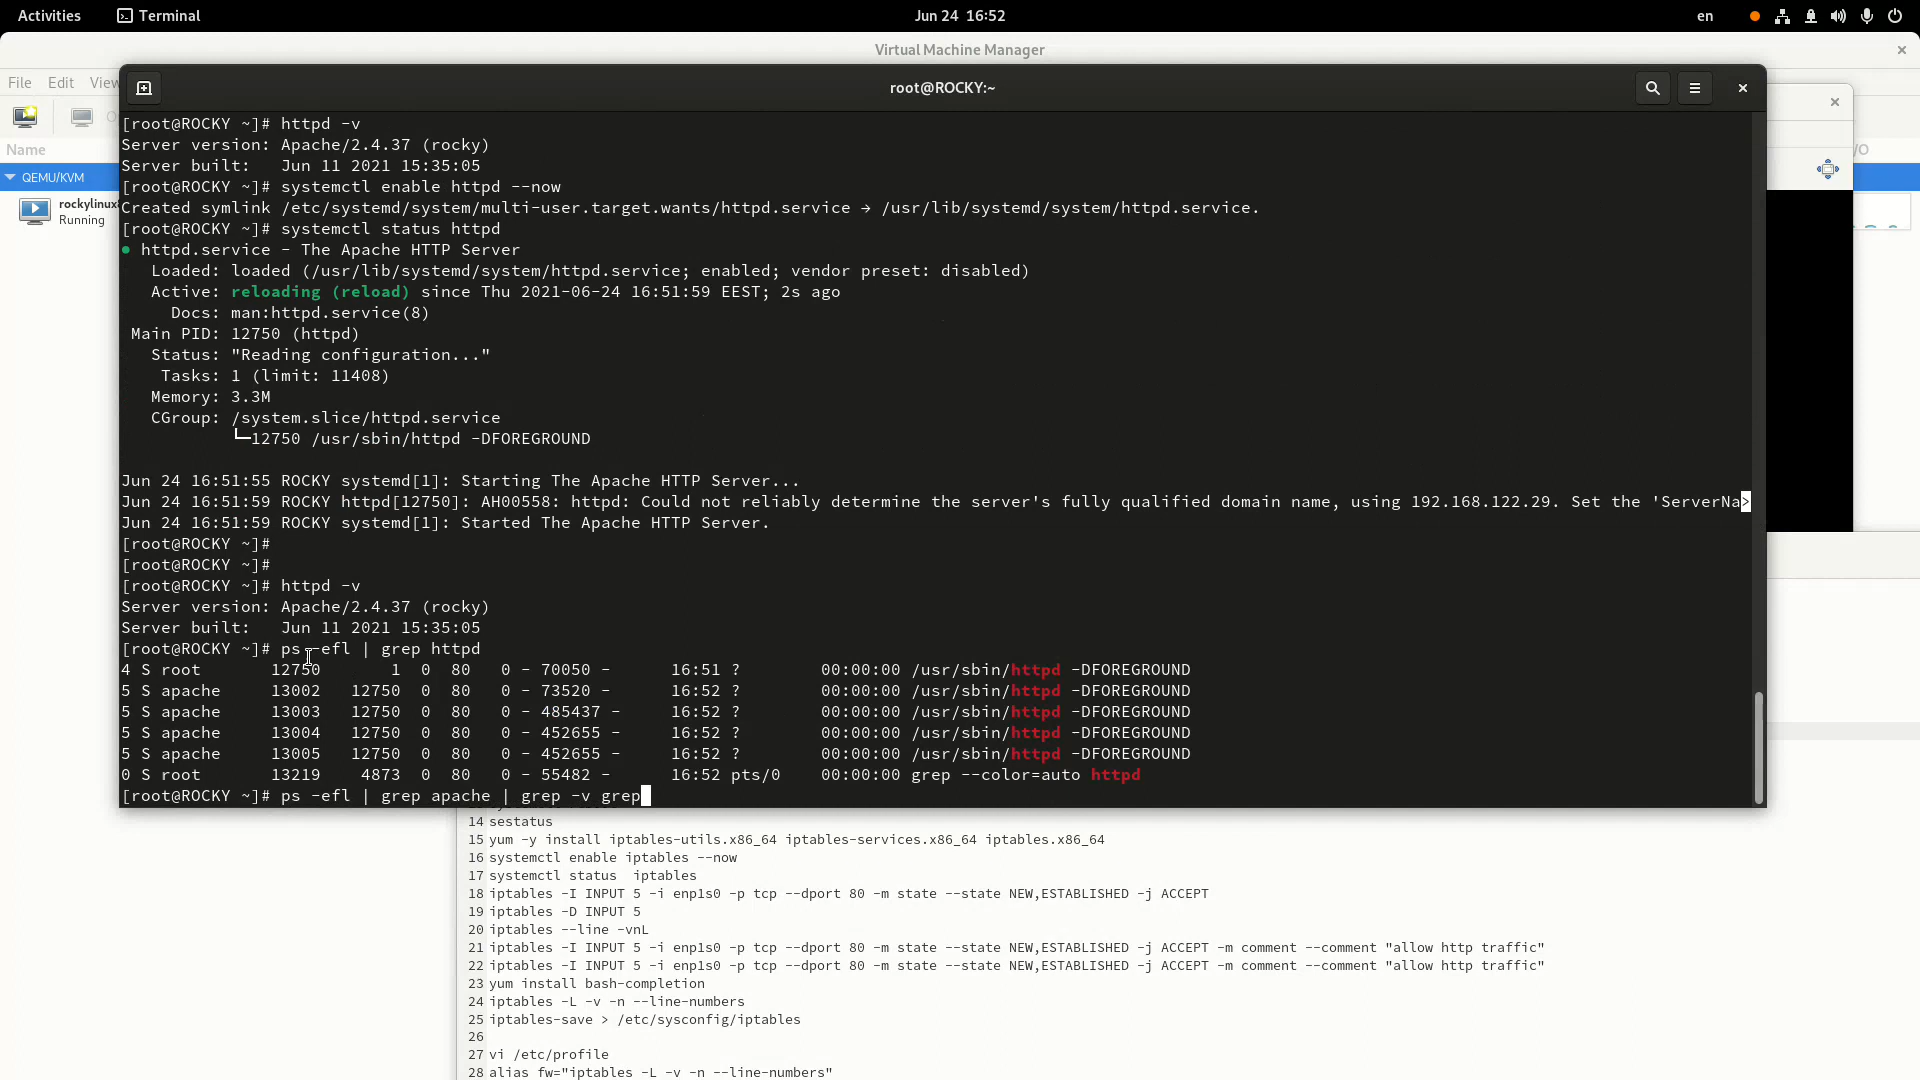 Activities
Terminal
Jun 24 16:52
en
Virtual Machine Manager
File Edit View
root@ROCKY:~
Name
QEMU/KVM
Running
[root@ROCKY ~]# httpd -v
Server version: Apache/2.4.37 (rocky)
Server built:   Jun 11 2021 15:35:05
[root@ROCKY ~]# systemctl enable httpd --now
Created symlink /etc/systemd/system/multi-user.target.wants/httpd.service → /usr/lib/systemd/system/httpd.service.
[root@ROCKY ~]# systemctl status httpd
● httpd.service - The Apache HTTP Server
Loaded: loaded (/usr/lib/systemd/system/httpd.service; enabled; vendor preset: disabled)
Active: reloading (reload) since Thu 2021-06-24 16:51:59 EEST; 2s ago
Docs: man:httpd.service(8)
Main PID: 12750 (httpd)
Status: "Reading configuration..."
Tasks: 1 (limit: 11408)
Memory: 3.3M
CGroup: /system.slice/httpd.service
└─12750 /usr/sbin/httpd -DFOREGROUND
Jun 24 16:51:55 ROCKY systemd[1]: Starting The Apache HTTP Server...
Jun 24 16:51:59 ROCKY httpd[12750]: AH00558: httpd: Could not reliably determine the server's fully qualified domain name, using 192.168.122.29. Set the 'ServerNa>
Jun 24 16:51:59 ROCKY systemd[1]: Started The Apache HTTP Server.
[root@ROCKY ~]#
[root@ROCKY ~]#
[root@ROCKY ~]# httpd -v
Server version: Apache/2.4.37 (rocky)
Server built:   Jun 11 2021 15:35:05
[root@ROCKY ~]# ps -efl | grep httpd
4 S root       12750       1  0  80   0 - 70050 -      16:51 ?        00:00:00 /usr/sbin/httpd -DFOREGROUND
5 S apache     13002   12750  0  80   0 - 73520 -      16:52 ?        00:00:00 /usr/sbin/httpd -DFOREGROUND
5 S apache     13003   12750  0  80   0 - 485437 -     16:52 ?        00:00:00 /usr/sbin/httpd -DFOREGROUND
5 S apache     13004   12750  0  80   0 - 452655 -     16:52 ?        00:00:00 /usr/sbin/httpd -DFOREGROUND
5 S apache     13005   12750  0  80   0 - 452655 -     16:52 ?        00:00:00 /usr/sbin/httpd -DFOREGROUND
0 S root       13219    4873  0  80   0 - 55482 -      16:52 pts/0    00:00:00 grep --color=auto httpd
[root@ROCKY ~]# ps -efl | grep apache | grep -v grep
14 sestatus
15 yum -y install iptables-utils.x86_64 iptables-services.x86_64 iptables.x86_64
16 systemctl enable iptables --now
17 systemctl status  iptables
18 iptables -I INPUT 5 -i enp1s0 -p tcp --dport 80 -m state --state NEW,ESTABLISHED -j ACCEPT
19 iptables -D INPUT 5
20 iptables --line -vnL
21 iptables -I INPUT 5 -i enp1s0 -p tcp --dport 80 -m state --state NEW,ESTABLISHED -j ACCEPT -m comment --comment "allow http traffic"
22 iptables -I INPUT 5 -i enp1s0 -p tcp --dport 80 -m state --state NEW,ESTABLISHED -j ACCEPT -m comment --comment "allow http traffic"
23 yum install bash-completion
24 iptables -L -v -n --line-numbers
25 iptables-save > /etc/sysconfig/iptables
26
27 vi /etc/profile
28 alias fw="iptables -L -v -n --line-numbers"